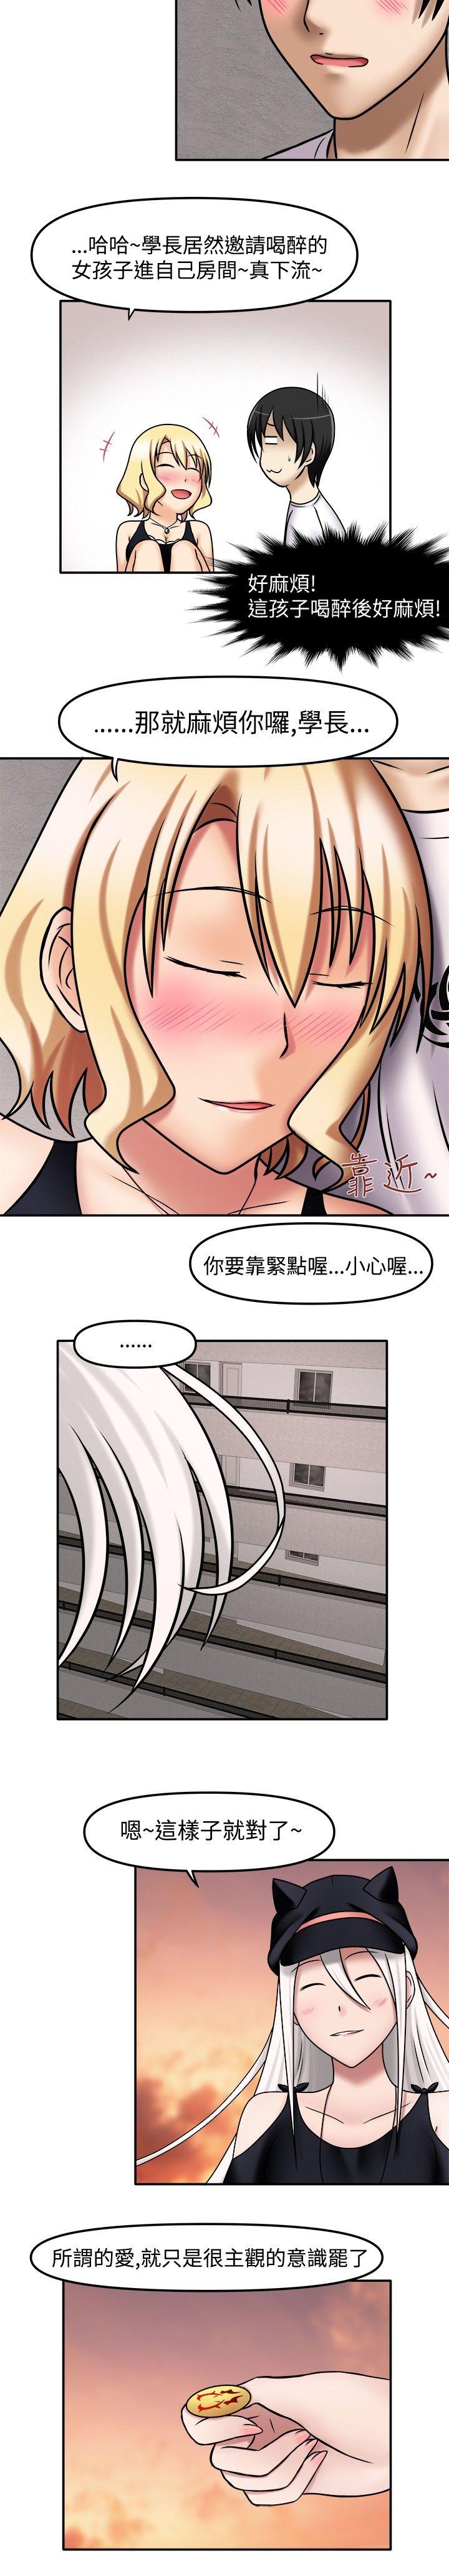 ...哈哈~學長居然邀請喝醉的
女孩子進自己房間~真下流~
好麻煩!
這孩子喝醉後好麻煩!
......那就麻煩你囉,學長...
靠近~
你要靠緊點喔...小心喔...
......
嗯~這樣子就對了~
所謂的愛,就只是很主觀的意識罷了